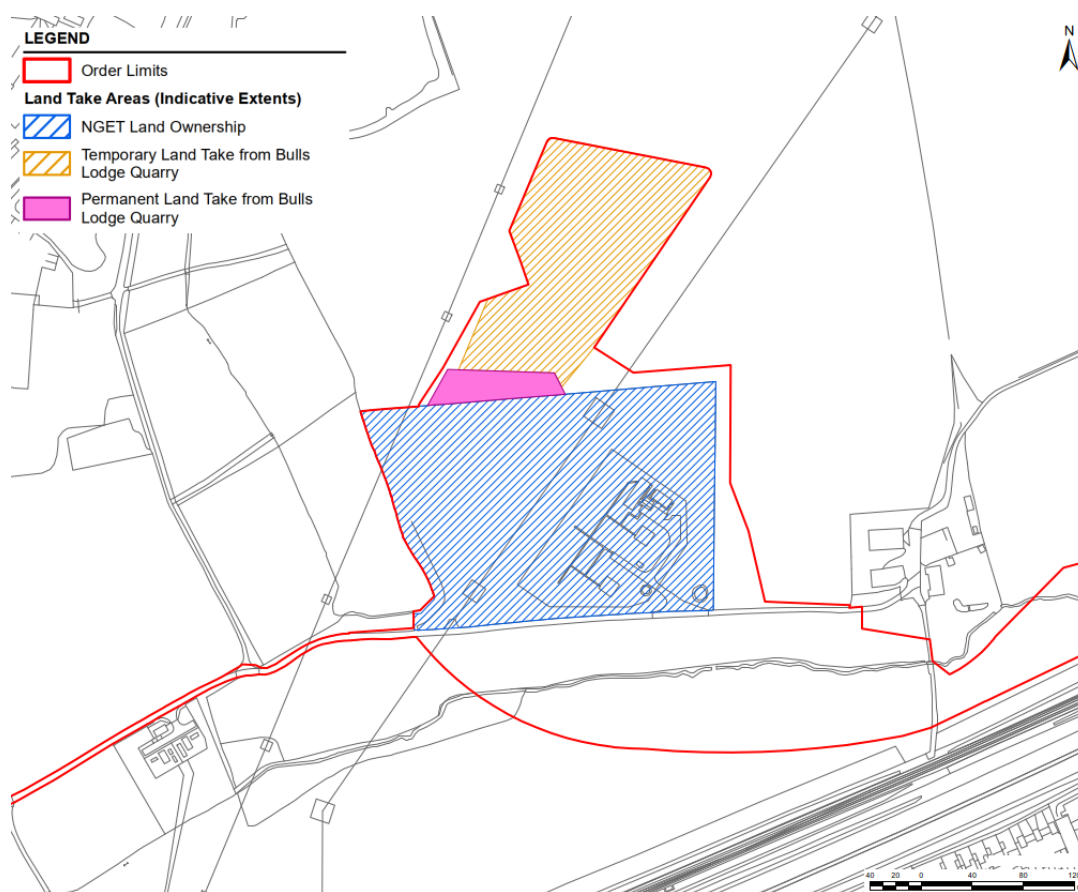 LEGEND
Order Limits
Land Take Areas (Indicative Extents)
NGET Land Ownership
Temporary Land Take from Bulls
Lodge Quarry
Permanent Land Take from Bulls
Lodge Quarry
N
40 20 0 40 80 120